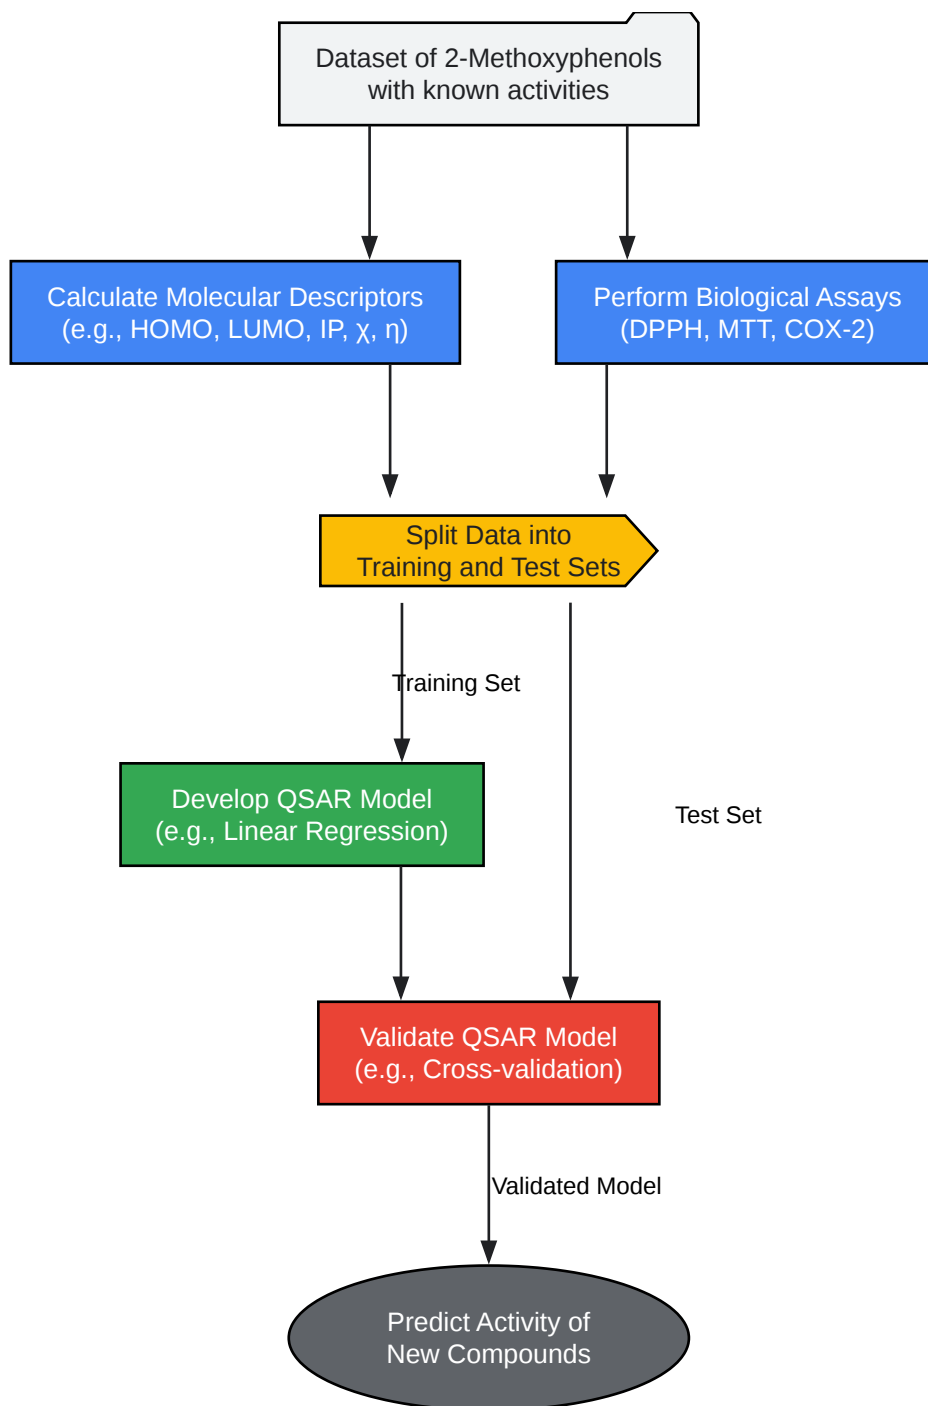 Dataset of 2-Methoxyphenols
with known activities
Calculate Molecular Descriptors
(e.g., HOMO, LUMO, IP, χ, η)
Perform Biological Assays
(DPPH, MTT, COX-2)
Split Data into
Training and Test Sets
Training Set
Develop QSAR Model
(e.g., Linear Regression)
Test Set
Validate QSAR Model
(e.g., Cross-validation)
Validated Model
Predict Activity of
New Compounds